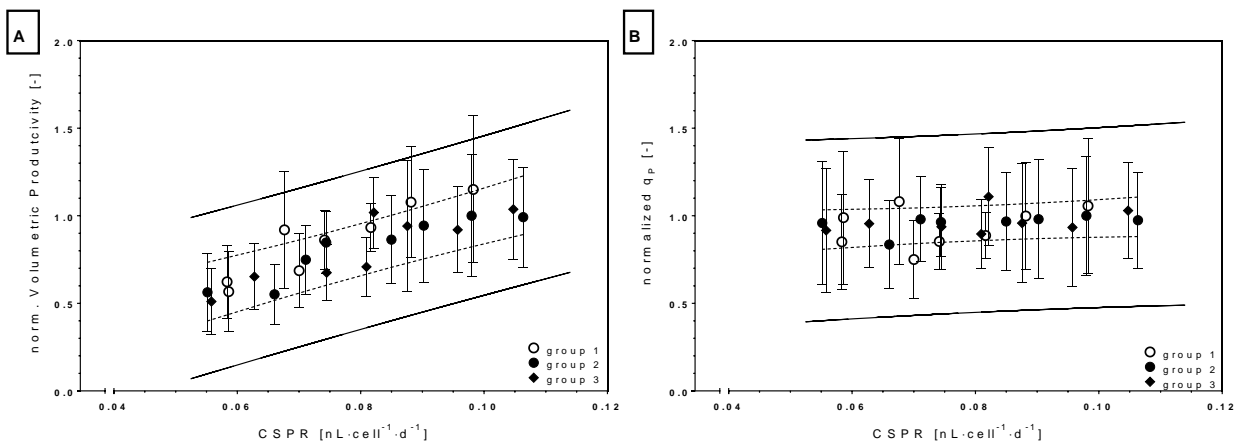 A
norm. Volumetric Produtcivity [-]
2.0
1.5
1.0
0.5
0.0
0.04 0.06 0.08 0.10 0.12
CSPR [nL·cell⁻¹·d⁻¹]
group 1
group 2
group 3
B
normalized qₚ [-]
2.0
1.5
1.0
0.5
0.0
0.04 0.06 0.08 0.10 0.12
CSPR [nL·cell⁻¹·d⁻¹]
group 1
group 2
group 3